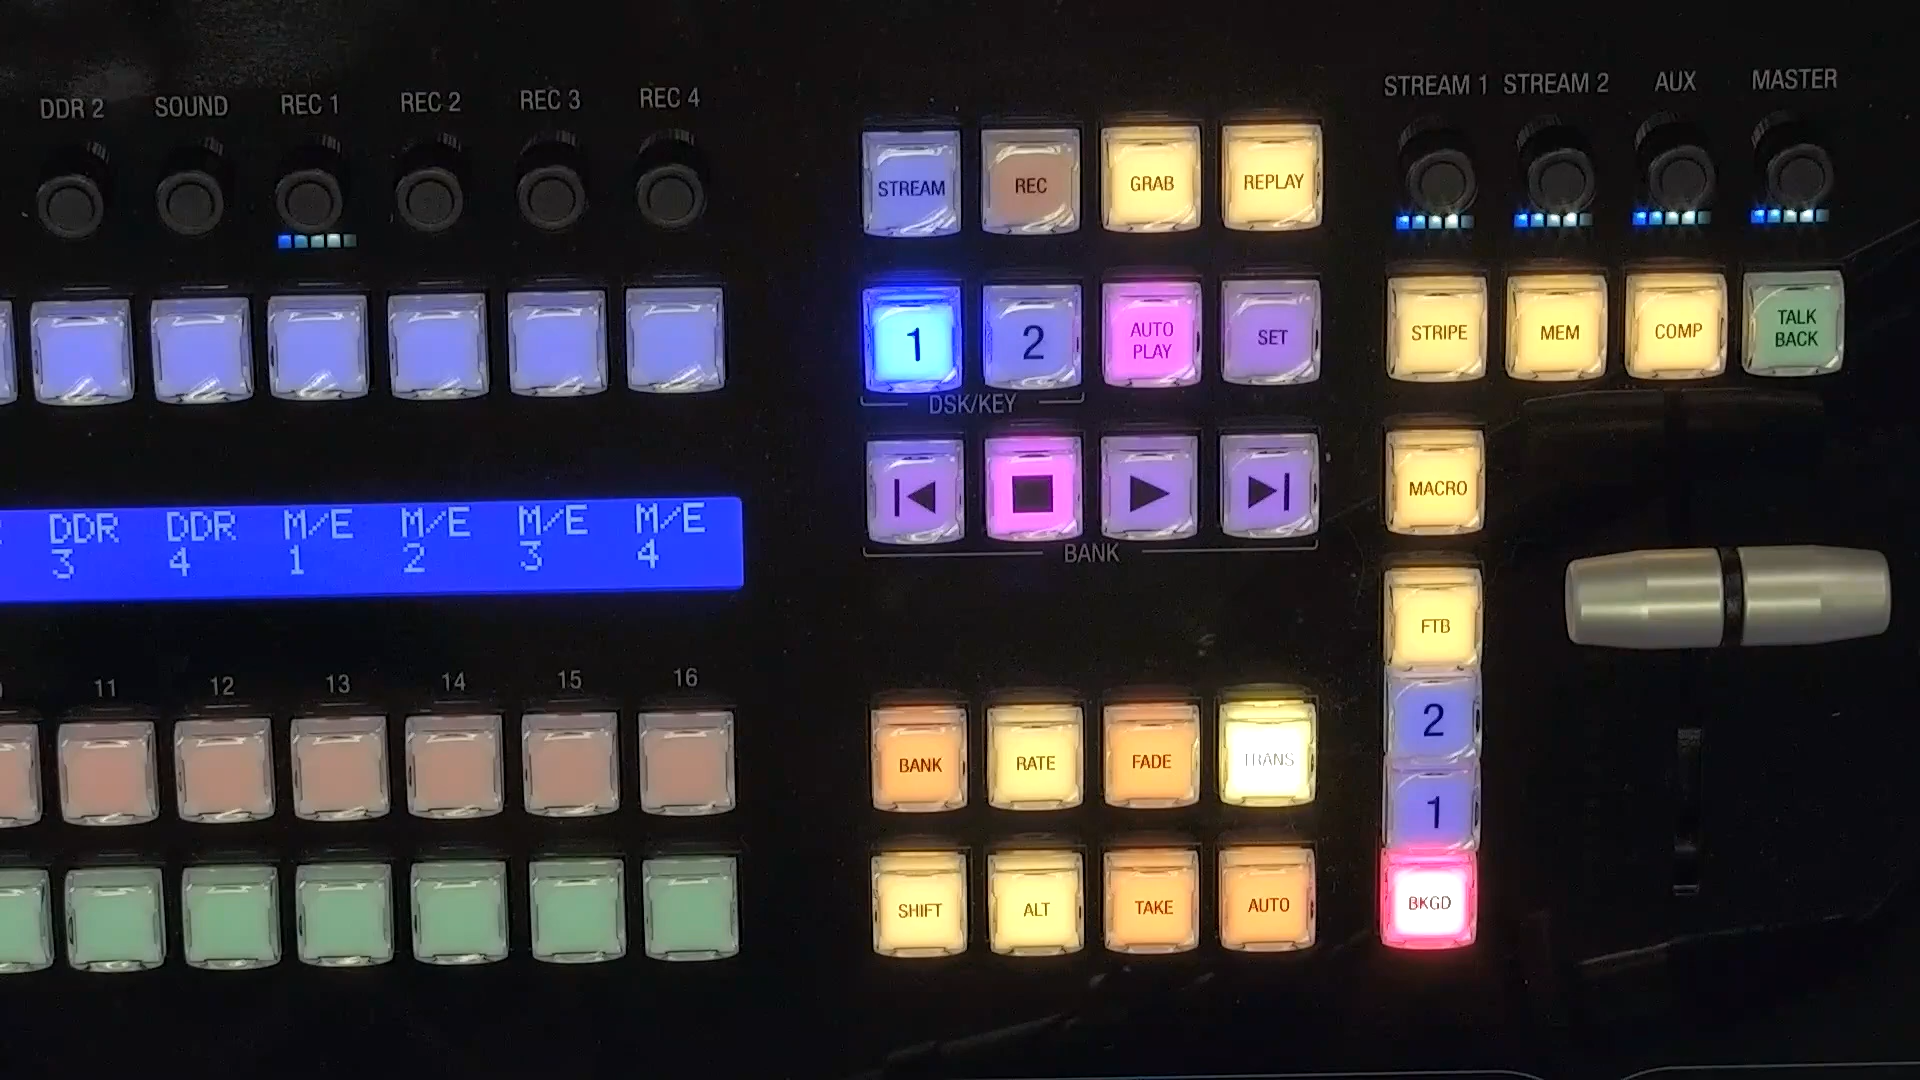 DDR 2 SOUND REC 1 REC 2 REC 3 REC 4
STREAM 1 STREAM 2 AUX MASTER
STREAM REC GRAB REPLAY
1 2 AUTO PLAY SET
STRIPE MEM COMP TALK BACK
DSK/KEY
MACRO
BANK
DDR DDR M/E M/E M/E M/E
3 4 1 2 3 4
FTB
11 12 13 14 15 16
2
BANK RATE FADE TRANS
1
SHIFT ALT TAKE AUTO
BKGD